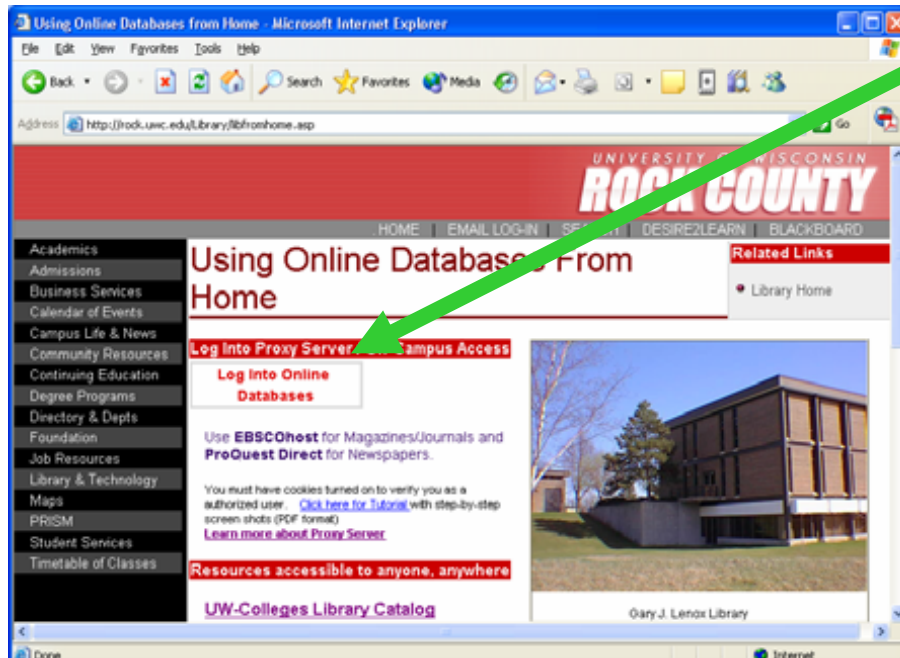 Using Online Databases from Home - Microsoft Internet Explorer
File Edit View Favorites Tools Help
Back Search Favorites Media
Address http://rock.uwc.edu/Library/libfromhome.asp Go
UNIVERSITY OF WISCONSIN
ROCK COUNTY
HOME | EMAIL LOG-IN | SEARCH | DESIRE2LEARN | BLACKBOARD
Academics
Admissions
Business Services
Calendar of Events
Campus Life & News
Community Resources
Continuing Education
Degree Programs
Directory & Depts
Foundation
Job Resources
Library & Technology
Maps
PRISM
Student Services
Timetable of Classes
Using Online Databases From
Home
Related Links
Library Home
Log Into Proxy Server Campus Access
Log Into Online
Databases
Use EBSCOhost for Magazines/Journals and
ProQuest Direct for Newspapers.
You must have cookies turned on to verify you as a
authorized user. Click here for Tutorial with step-by-step
screen shots (PDF format)
Learn more about Proxy Server
Resources accessible to anyone, anywhere
UW-Colleges Library Catalog
Gary J. Lenox Library
Done Internet